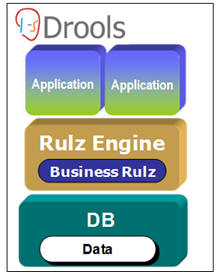 Drools
Application Application
Rulz Engine
Business Rulz
DB
Data